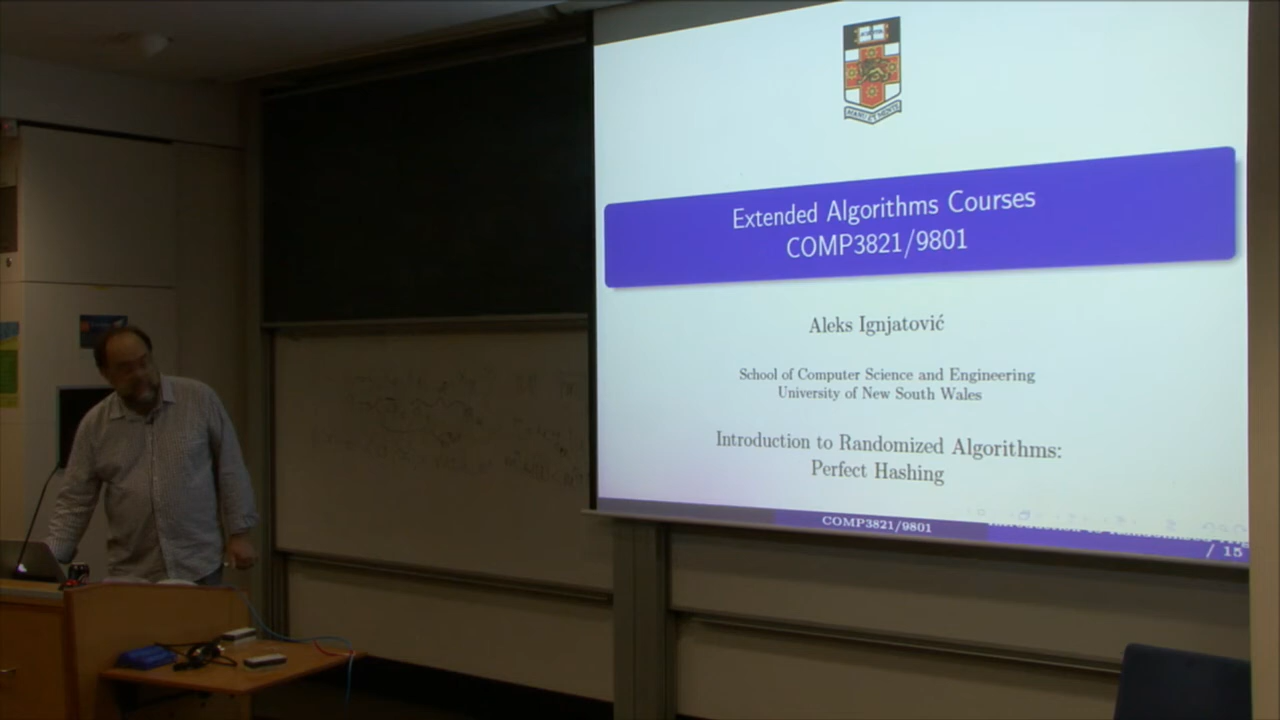 Extended Algorithms Courses
COMP3821/9801
Aleks Ignjatović
School of Computer Science and Engineering
University of New South Wales
Introduction to Randomized Algorithms:
Perfect Hashing
COMP3821/9801
/ 15